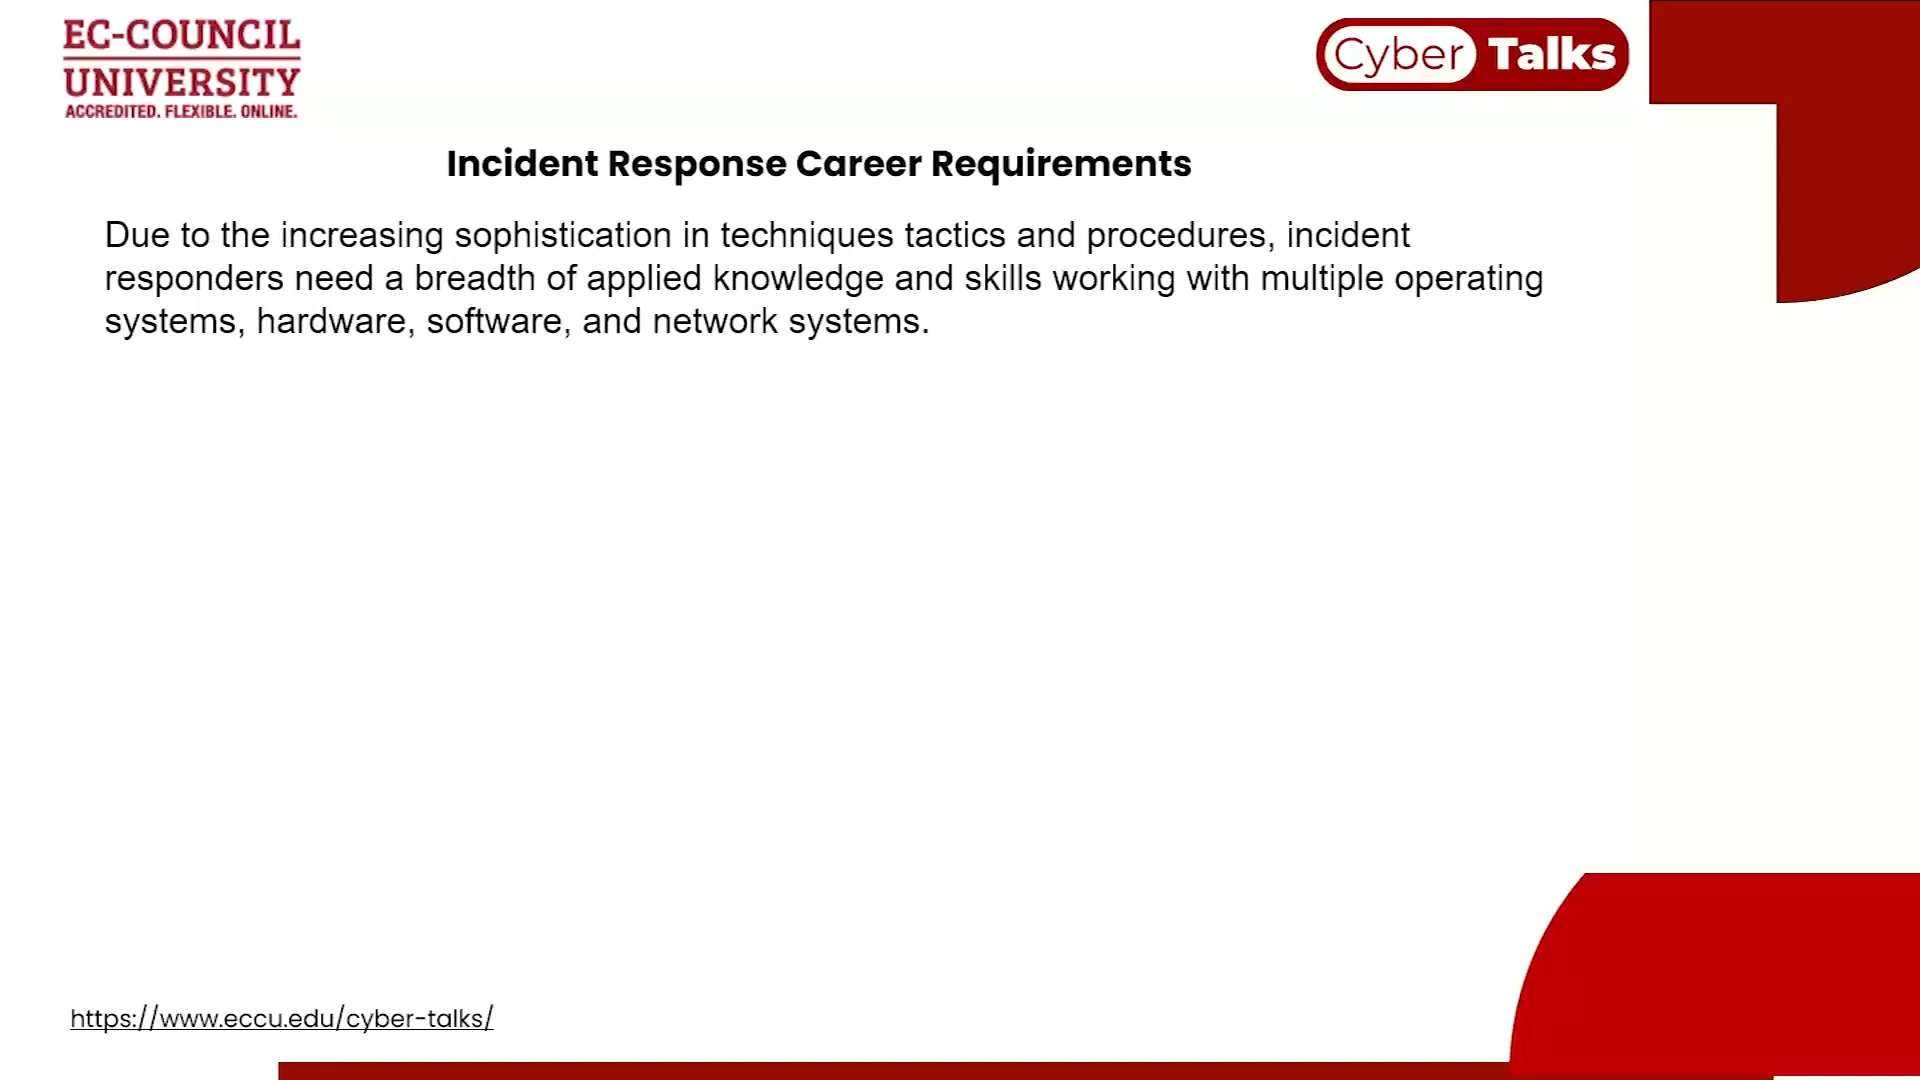 EC-COUNCIL
UNIVERSITY
ACCREDITED. FLEXIBLE. ONLINE.
Cyber Talks
Incident Response Career Requirements
Due to the increasing sophistication in techniques tactics and procedures, incident
responders need a breadth of applied knowledge and skills working with multiple operating
systems, hardware, software, and network systems.
https://www.eccu.edu/cyber-talks/